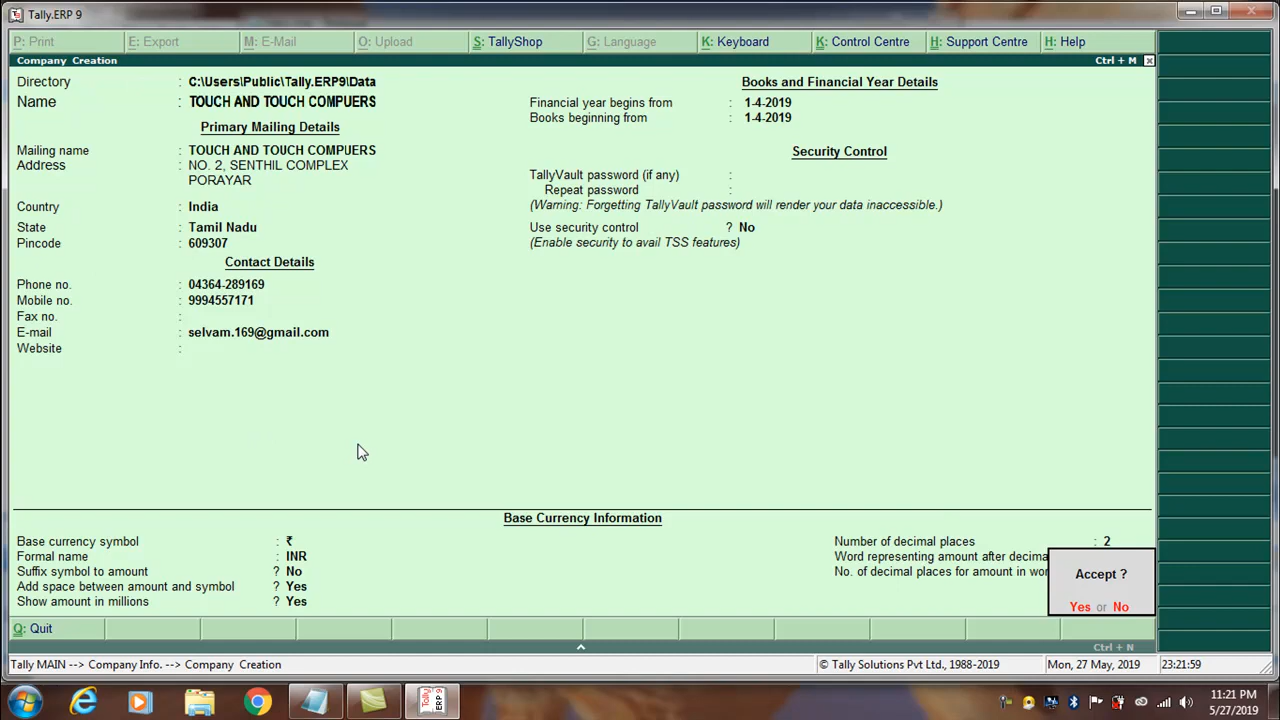 Tally.ERP 9
P: Print E: Export M: E-Mail O: Upload S: TallyShop G: Language K: Keyboard K: Control Centre H: Support Centre H: Help
Company Creation Ctrl + M
Directory : C:\Users\Public\Tally.ERP9\Data
Name : TOUCH AND TOUCH COMPUERS
Primary Mailing Details
Mailing name : TOUCH AND TOUCH COMPUERS
Address : NO. 2, SENTHIL COMPLEX
PORAYAR
Country : India
State : Tamil Nadu
Pincode : 609307
Contact Details
Phone no. : 04364-289169
Mobile no. : 9994557171
Fax no. :
E-mail : selvam.169@gmail.com
Website :
Books and Financial Year Details
Financial year begins from : 1-4-2019
Books beginning from : 1-4-2019
Security Control
TallyVault password (if any) :
Repeat password :
(Warning: Forgetting TallyVault password will render your data inaccessible.)
Use security control ? No
(Enable security to avail TSS features)
Base Currency Information
Base currency symbol : ₹
Formal name : INR
Suffix symbol to amount ? No
Add space between amount and symbol ? Yes
Show amount in millions ? Yes
Number of decimal places : 2
Word representing amount after decima
No. of decimal places for amount in wor
Accept ?
Yes or No
Q: Quit
Ctrl + N
Tally MAIN --> Company Info. --> Company Creation © Tally Solutions Pvt Ltd., 1988-2019 Mon, 27 May, 2019 23:21:59
Tally ERP 9
11:21 PM
5/27/2019